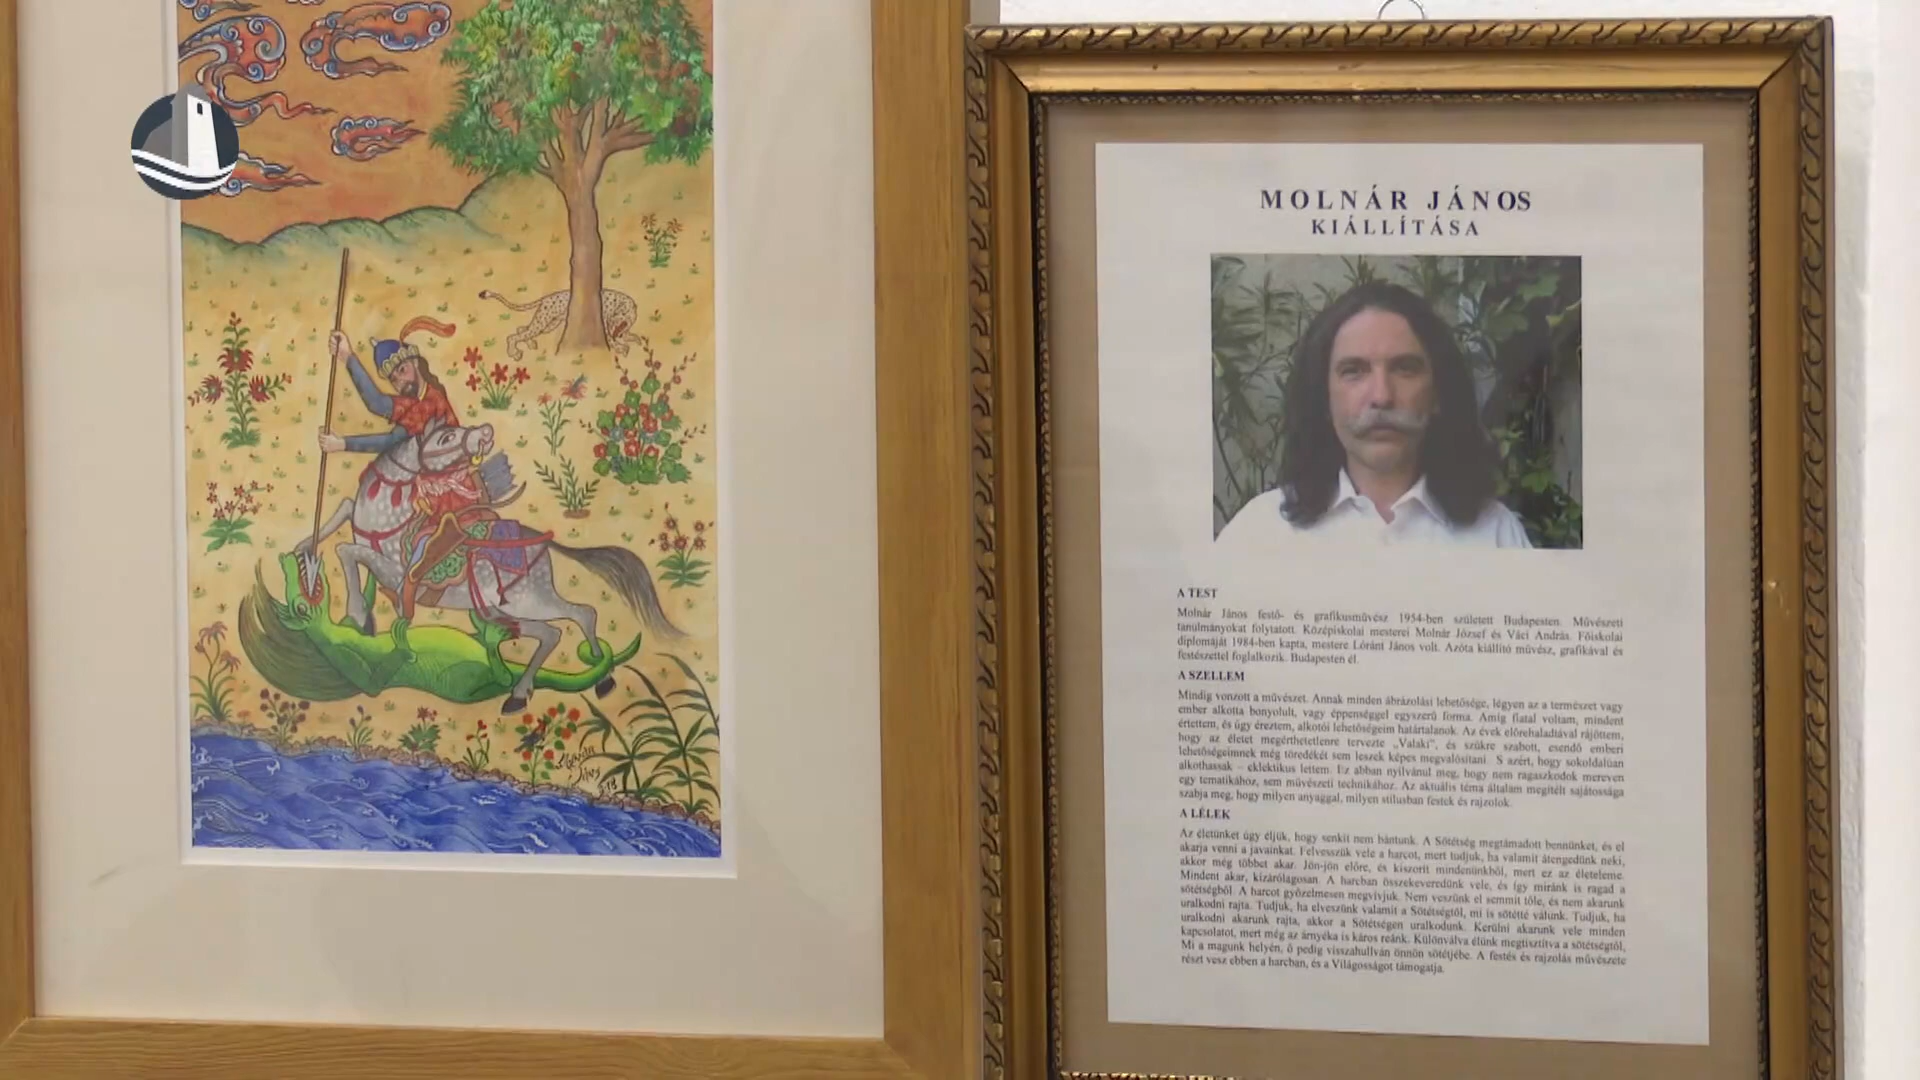 MOLNÁR JÁNOS
KIÁLLÍTÁSA
A TEST
Molnár János festő- és grafikusművész 1954-ben született Budapesten. Művészeti
tanulmányokat folytatott. Középiskolai mesterei Molnár József és Váci András. Főiskolai
diplomáját 1984-ben kapta, mestere Lóránt János volt. Azóta kiállító művész, grafikával és
festészettel foglalkozik. Budapesten él.
A SZELLEM
Mindig vonzott a művészet. Annak minden ábrázolási lehetősége, légyen az a természet vagy
ember alkotta bonyolult, vagy éppenséggel egyszerű forma. Amíg fiatal voltam, mindent
értettem, és úgy éreztem, alkotói lehetőségeim határtalanok. Az évek előrehaladtával rájöttem,
hogy az életet megérthetetlenre tervezte „Valaki", és szűkre szabott, esendő emberi
lehetőségeimnek még töredékét sem leszek képes megvalósítani. S azért, hogy sokoldalúan
alkothassak – eklektikus lettem. Ez abban nyilvánul meg, hogy nem ragaszkodok mereven
egy tematikához, sem művészeti technikához. Az aktuális téma általam megítélt sajátossága
szabja meg, hogy milyen anyaggal, milyen stílusban festek és rajzolok.
A LÉLEK
Az életünket úgy éljük, hogy senkit nem bántunk. A Sötétség megtámadott bennünket, és el
akarja venni a javainkat. Felvesszük vele a harcot, mert tudjuk, ha valamit átengedünk neki,
akkor még többet akar. Jön-jön előre, és kiszorít mindenünkből, mert ez az életeleme.
Mindent akar, kizárólagosan. A harcban összekeveredünk vele, és így miránk is ragad a
sötétségből. A harcot győzelmesen megvívjuk. Nem veszünk el semmit tőle, és nem akarunk
uralkodni rajta. Tudjuk, ha elveszünk valamit a Sötétségtől, mi is sötétté válunk. Tudjuk, ha
uralkodni akarunk rajta, akkor a Sötétségen uralkodunk. Kerülni akarunk vele minden
kapcsolatot, mert még az árnyéka is káros reánk. Különválva élünk megtisztítva a sötétségtől,
Mi a magunk helyén, ő pedig visszahullván önnön sötétjébe. A festés és rajzolás művészete
részt vesz ebben a harcban, és a Világosságot támogatja.